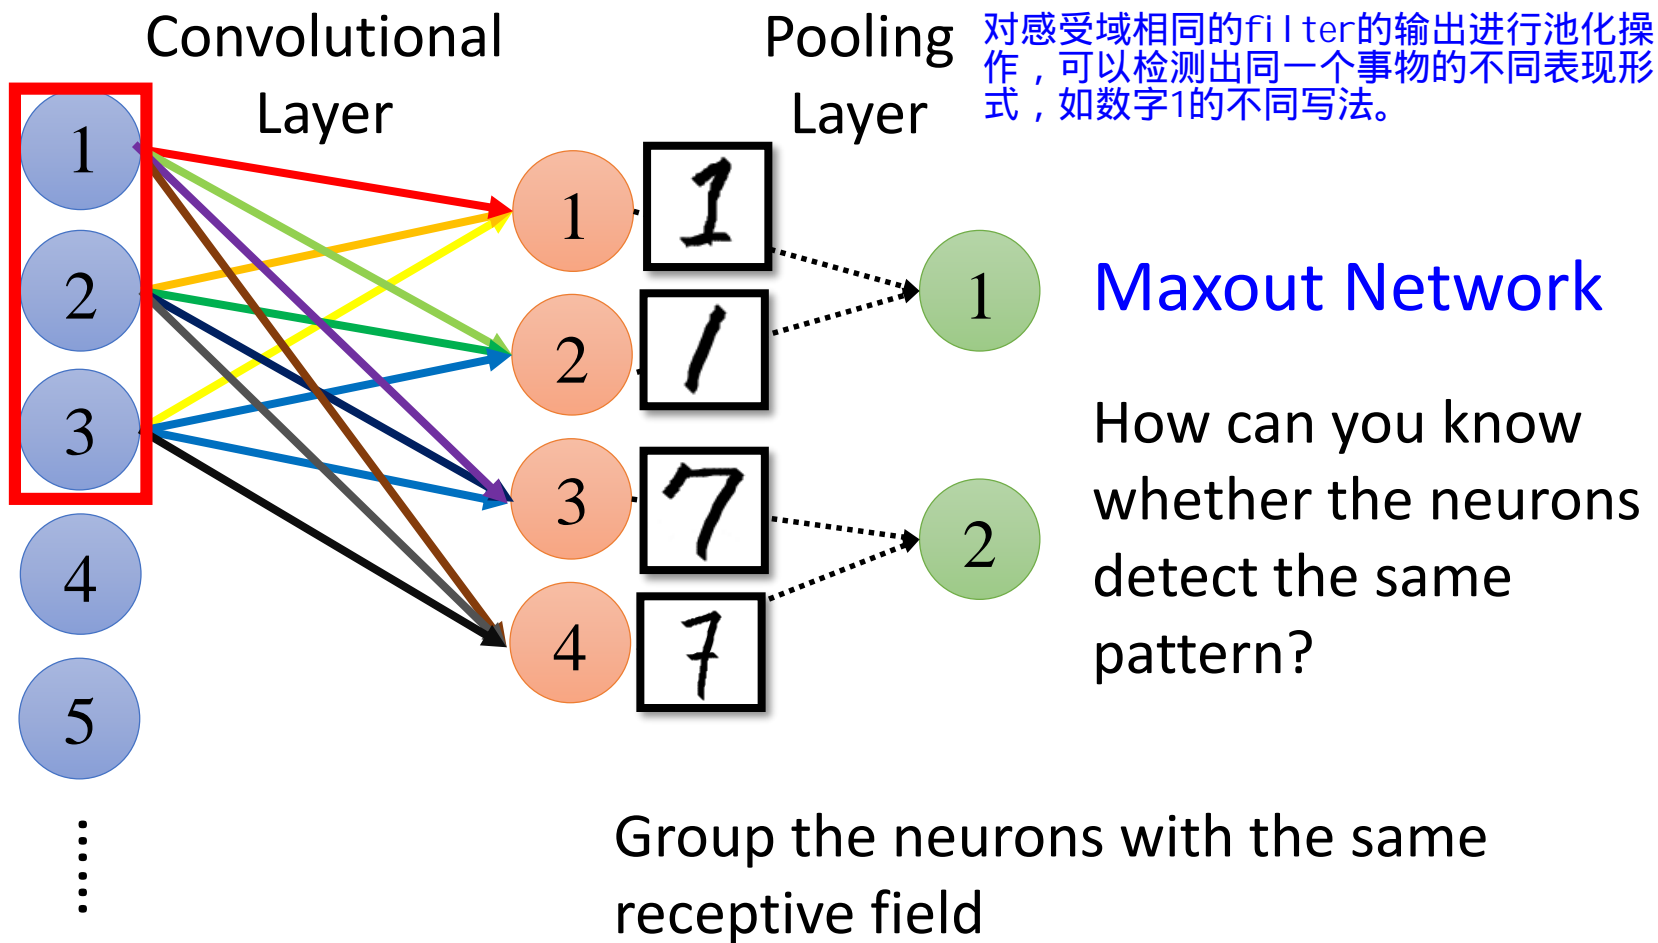 Convolutional
Layer
Pooling
Layer
对感受域相同的filter的输出进行池化操
作，可以检测出同一个事物的不同表现形
式，如数字1的不同写法。
1
2
3
4
5
......
1
2
3
4
1
1
7
7
1
2
Maxout Network
How can you know
whether the neurons
detect the same
pattern?
Group the neurons with the same
receptive field